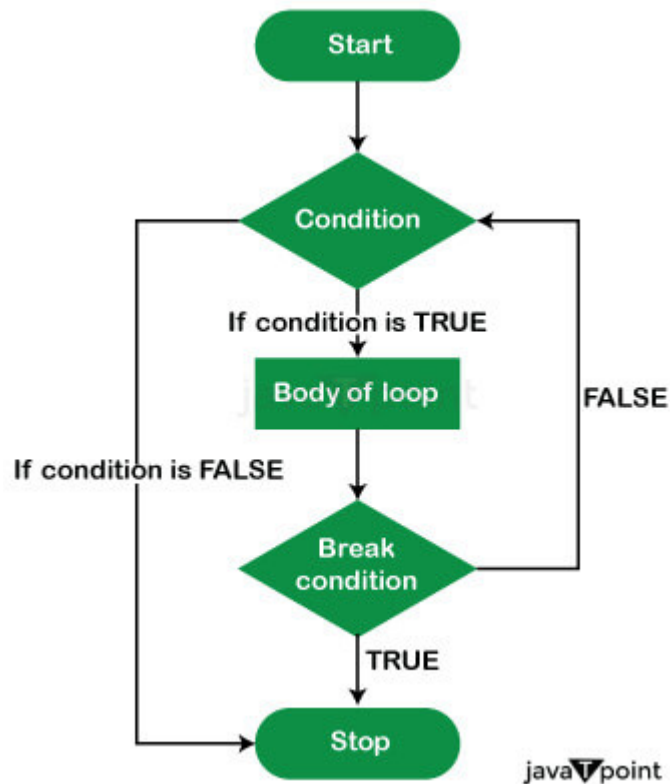 Start
Condition
If condition is TRUE
Body of loop
FALSE
If condition is FALSE
Break
condition
TRUE
Stop
javaTpoint